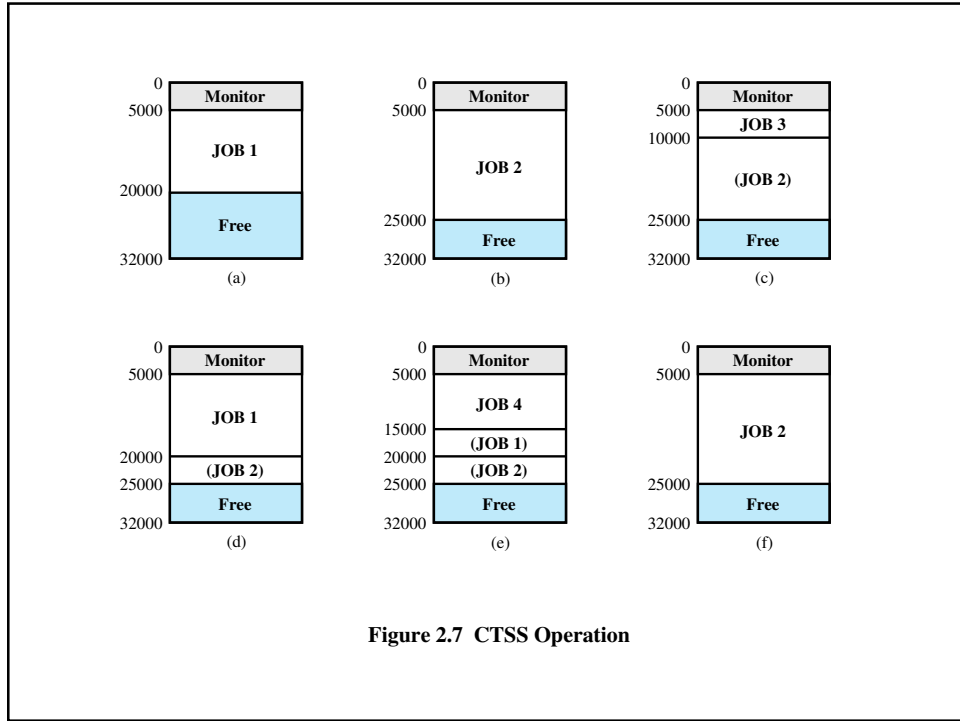 0
Monitor
5000
JOB 1
20000
Free
32000
(a)
0
Monitor
5000
JOB 2
25000
Free
32000
(b)
0
Monitor
5000
JOB 3
10000
(JOB 2)
25000
Free
32000
(c)
0
Monitor
5000
JOB 1
20000
(JOB 2)
25000
Free
32000
(d)
0
Monitor
5000
JOB 4
15000
(JOB 1)
20000
(JOB 2)
25000
Free
32000
(e)
0
Monitor
5000
JOB 2
25000
Free
32000
(f)
Figure 2.7 CTSS Operation